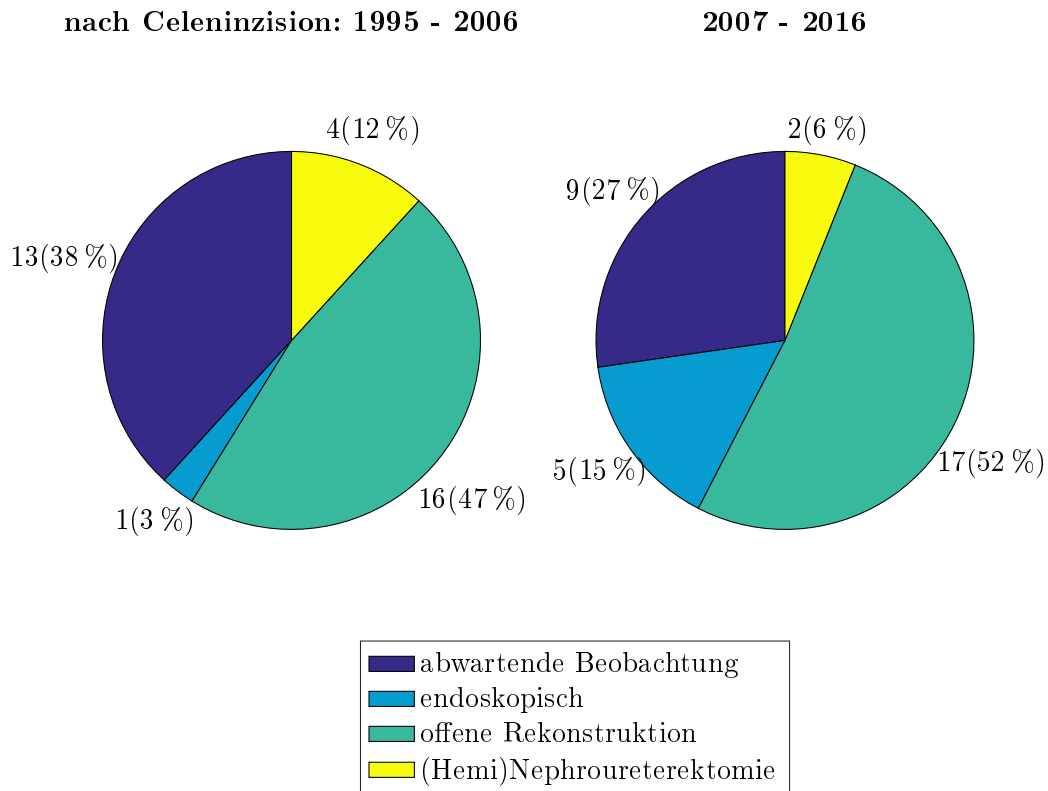 nach Celeninzision: 1995 - 2006
2007 - 2016
4(12 %)
13(38 %)
1(3 %)
16(47 %)
2(6 %)
9(27 %)
5(15 %)
17(52 %)
abwartende Beobachtung
endoskopisch
offene Rekonstruktion
(Hemi)Nephroureterektomie